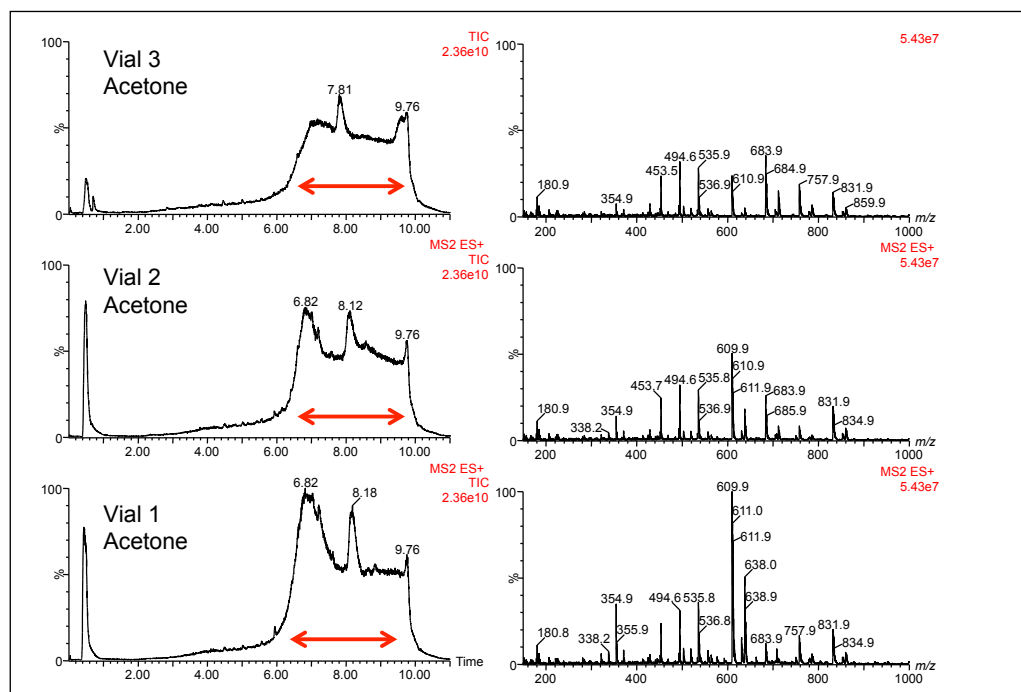 TIC
2.36e10
Vial 3
Acetone
100
%
0
7.81
9.76
2.00 4.00 6.00 8.00 10.00
5.43e7
100
%
0
180.9 354.9 453.5 494.6 535.9 536.9 610.9 683.9 684.9 757.9 831.9 859.9
200 400 600 800 1000 m/z
MS2 ES+
TIC
2.36e10
Vial 2
Acetone
100
%
0
6.82 8.12 9.76
2.00 4.00 6.00 8.00 10.00
MS2 ES+
5.43e7
100
%
0
180.9 338.2 354.9 453.7 494.6 535.8 536.9 609.9 610.9 611.9 683.9 685.9 831.9 834.9
200 400 600 800 1000 m/z
MS2 ES+
TIC
2.36e10
Vial 1
Acetone
100
%
0
6.82 8.18 9.76
Time
2.00 4.00 6.00 8.00 10.00
MS2 ES+
5.43e7
100
%
0
180.8 338.2 354.9 355.9 494.6 535.8 536.8 609.9 611.0 611.9 638.0 638.9 683.9 757.9 831.9 834.9
200 400 600 800 1000 m/z